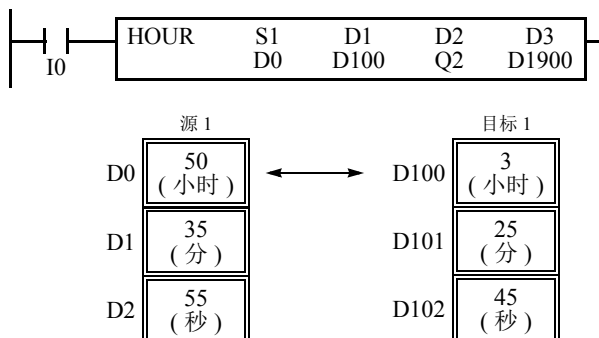 HOUR S1 D1 D2 D3
D0 D100 Q2 D1900
I0
源 1 目标 1
D0 50 (小时) D100 3 (小时)
D1 35 (分) D101 25 (分)
D2 55 (秒) D102 45 (秒)